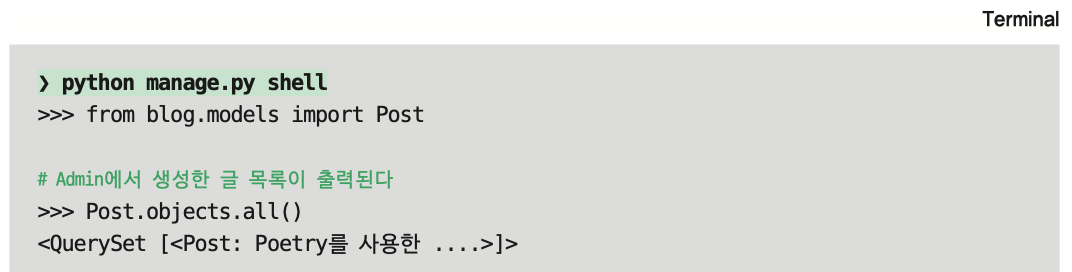 Terminal
❯ python manage.py shell
>>> from blog.models import Post
# Admin에서 생성한 글 목록이 출력된다
>>> Post.objects.all()
<QuerySet [<Post: Poetry를 사용한 ....>]>